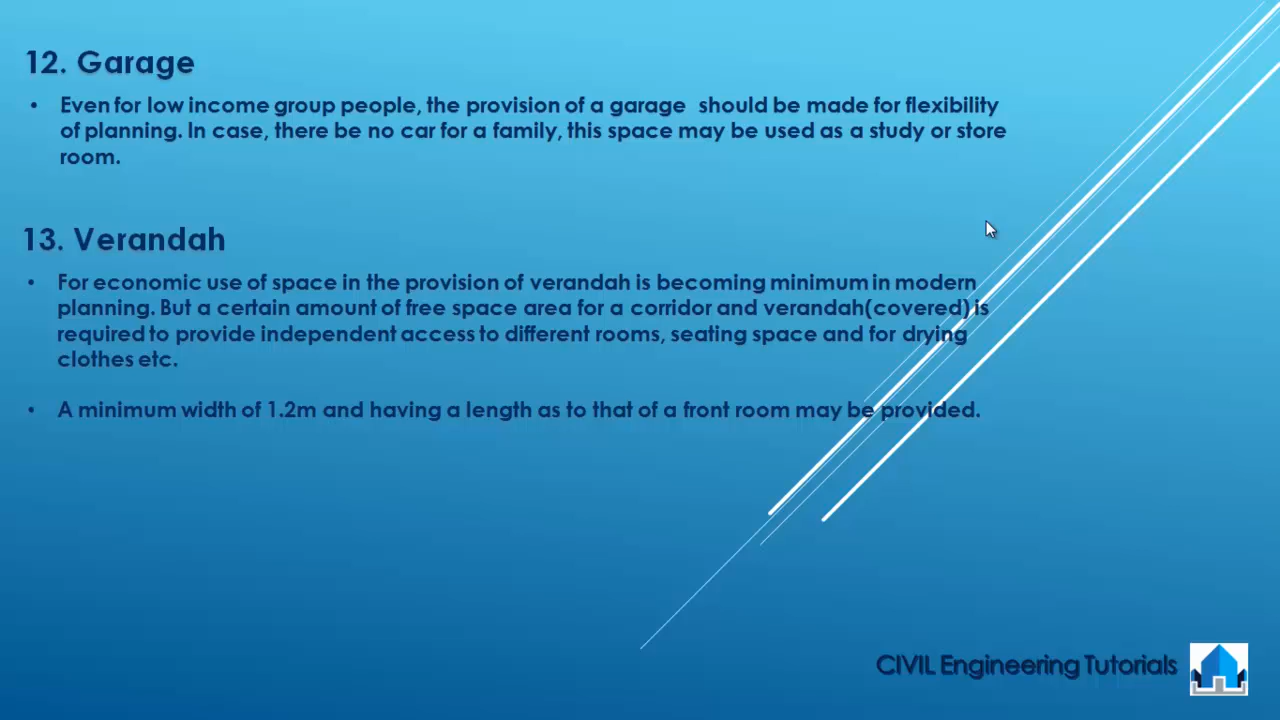 12. Garage
• Even for low income group people, the provision of a garage should be made for flexibility
of planning. In case, there be no car for a family, this space may be used as a study or store
room.
13. Verandah
• For economic use of space in the provision of verandah is becoming minimum in modern
planning. But a certain amount of free space area for a corridor and verandah(covered) is
required to provide independent access to different rooms, seating space and for drying
clothes etc.
• A minimum width of 1.2m and having a length as to that of a front room may be provided.
CIVIL Engineering Tutorials